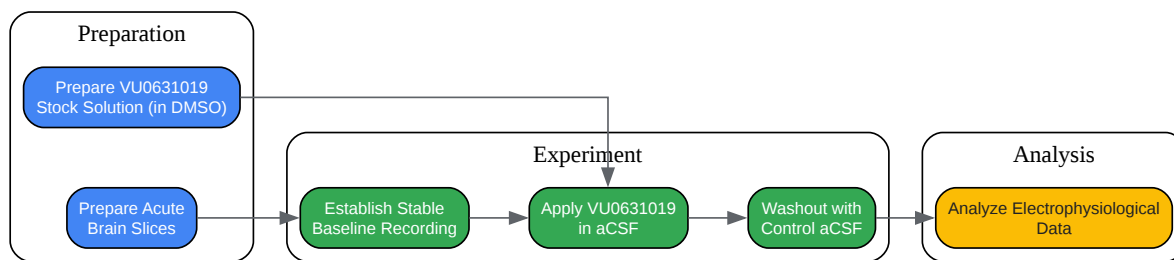 Preparation
Prepare VU0631019
Stock Solution (in DMSO)
Prepare Acute
Brain Slices
Experiment
Establish Stable
Baseline Recording
Apply VU0631019
in aCSF
Washout with
Control aCSF
Analysis
Analyze Electrophysiological
Data